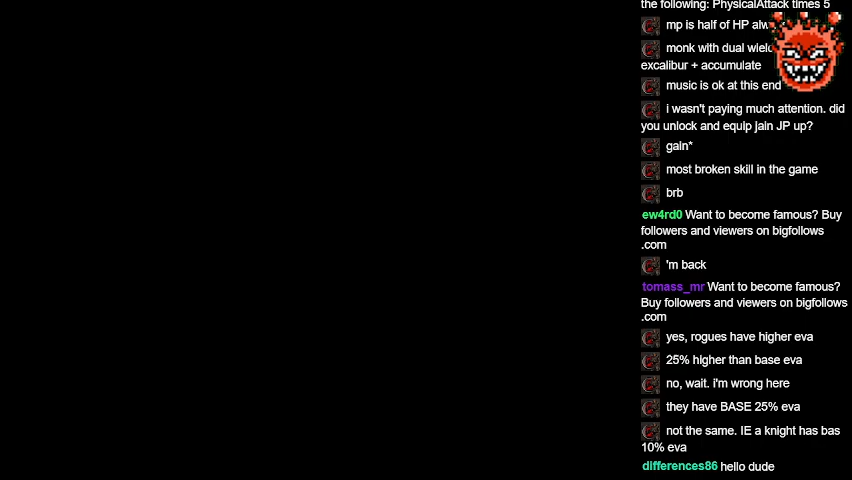 the following: PhysicalAttack times 5
mp is half of HP alw
monk with dual wield
excalibur + accumulate
music is ok at this end
i wasn't paying much attention. did
you unlock and equip jain JP up?
gain*
most broken skill in the game
brb
ew4rd0 Want to become famous? Buy
followers and viewers on bigfollows
.com
'm back
tomass_mr Want to become famous?
Buy followers and viewers on bigfollows
.com
yes, rogues have higher eva
25% higher than base eva
no, wait. i'm wrong here
they have BASE 25% eva
not the same. IE a knight has bas
10% eva
differences86 hello dude